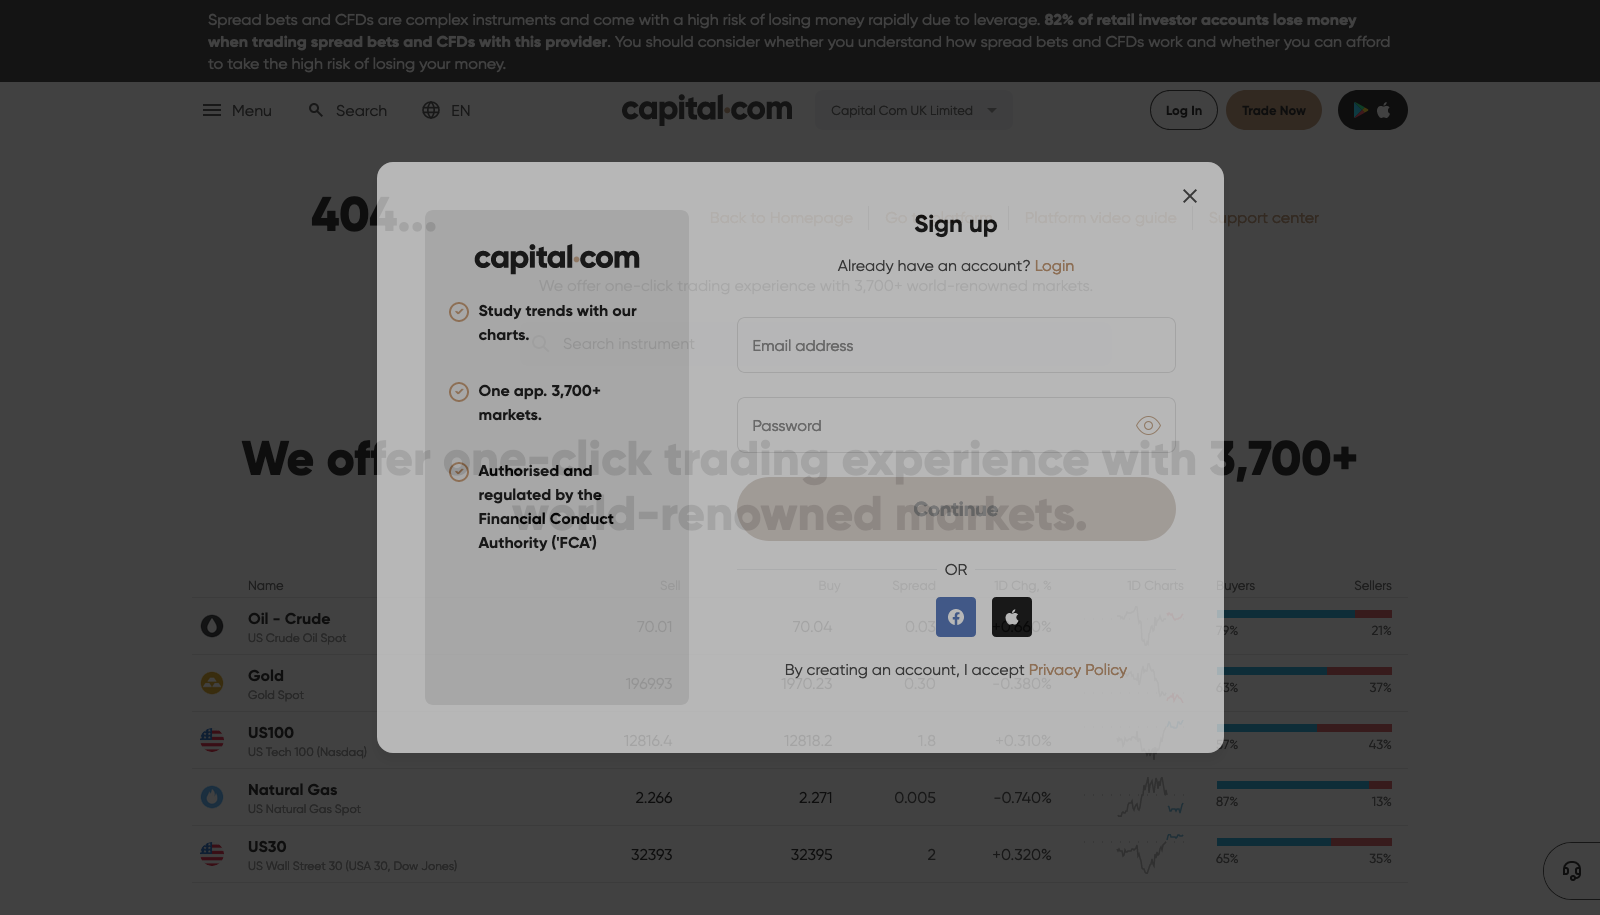 Spread bets and CFDs are complex instruments and come with a high risk of losing money rapidly due to leverage. 82% of retail investor accounts lose money
when trading spread bets and CFDs with this provider. You should consider whether you understand how spread bets and CFDs work and whether you can afford
to take the high risk of losing your money.
Menu
Search
EN
capital.com
Capital Com UK Limited
Log In
Trade Now
404...
Back to Homepage
Go
Platform video guide
Support center
We offer one-click trading experience with 3,700+ world-renowned markets.
Search instrument
capital.com
Study trends with our
charts.
One app. 3,700+
markets.
Authorised and
regulated by the
Financial Conduct
Authority ('FCA')
Sign up
Already have an account? Login
Email address
Password
Continue
OR
By creating an account, I accept Privacy Policy
We offer one-click trading experience with 3,700+
world-renowned markets.
Name Sell Buy Spread 1D Chg, % 1D Charts Buyers Sellers
Oil - Crude 70.01 70.04 0.03 79% 21%
US Crude Oil Spot
Gold 1969.93 1970.23 0.30 -0.380% 63% 37%
Gold Spot
US100 12816.4 12818.2 1.8 +0.310% 57% 43%
US Tech 100 (Nasdaq)
Natural Gas 2.266 2.271 0.005 -0.740% 87% 13%
US Natural Gas Spot
US30 32393 32395 2 +0.320% 65% 35%
US Wall Street 30 (USA 30, Dow Jones)